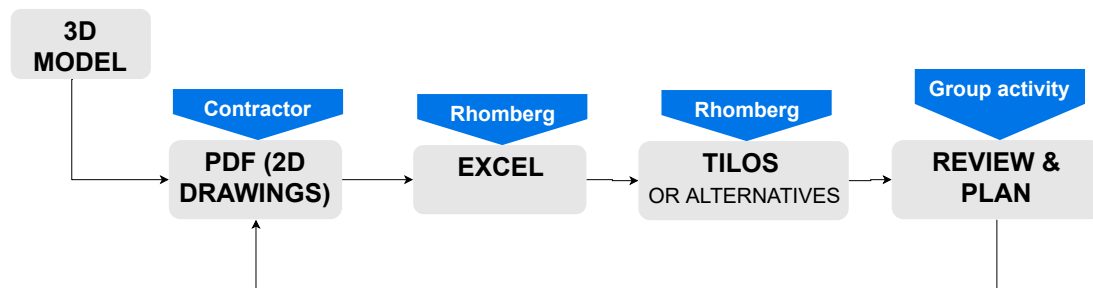 3D
MODEL
Contractor
Rhomberg
Rhomberg
Group activity
PDF (2D
DRAWINGS)
EXCEL
TILOS
OR ALTERNATIVES
REVIEW &
PLAN